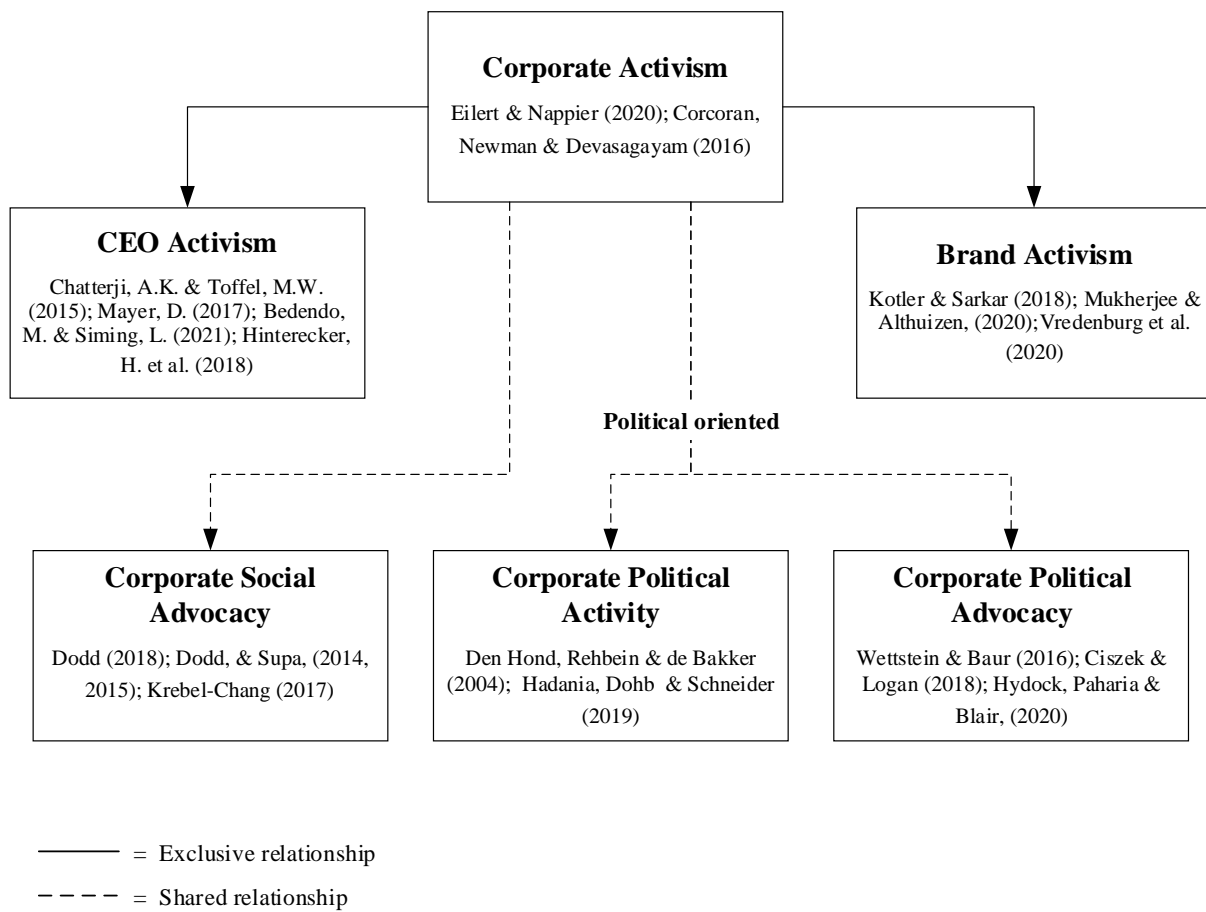 Corporate Activism
Eilert & Nappier (2020); Corcoran,
Newman & Devasagayam (2016)
CEO Activism
Chatterji, A.K. & Toffel, M.W.
(2015); Mayer, D. (2017); Bedendo,
M. & Siming, L. (2021); Hinterecker,
H. et al. (2018)
Brand Activism
Kotler & Sarkar (2018); Mukherjee &
Althuizen, (2020);Vredenburg et al.
(2020)
Political oriented
Corporate Social
Advocacy
Dodd (2018); Dodd, & Supa, (2014,
2015); Krebel-Chang (2017)
Corporate Political
Activity
Den Hond, Rehbein & de Bakker
(2004); Hadania, Dohb & Schneider
(2019)
Corporate Political
Advocacy
Wettstein & Baur (2016); Ciszek &
Logan (2018); Hydock, Paharia &
Blair, (2020)
= Exclusive relationship
= Shared relationship